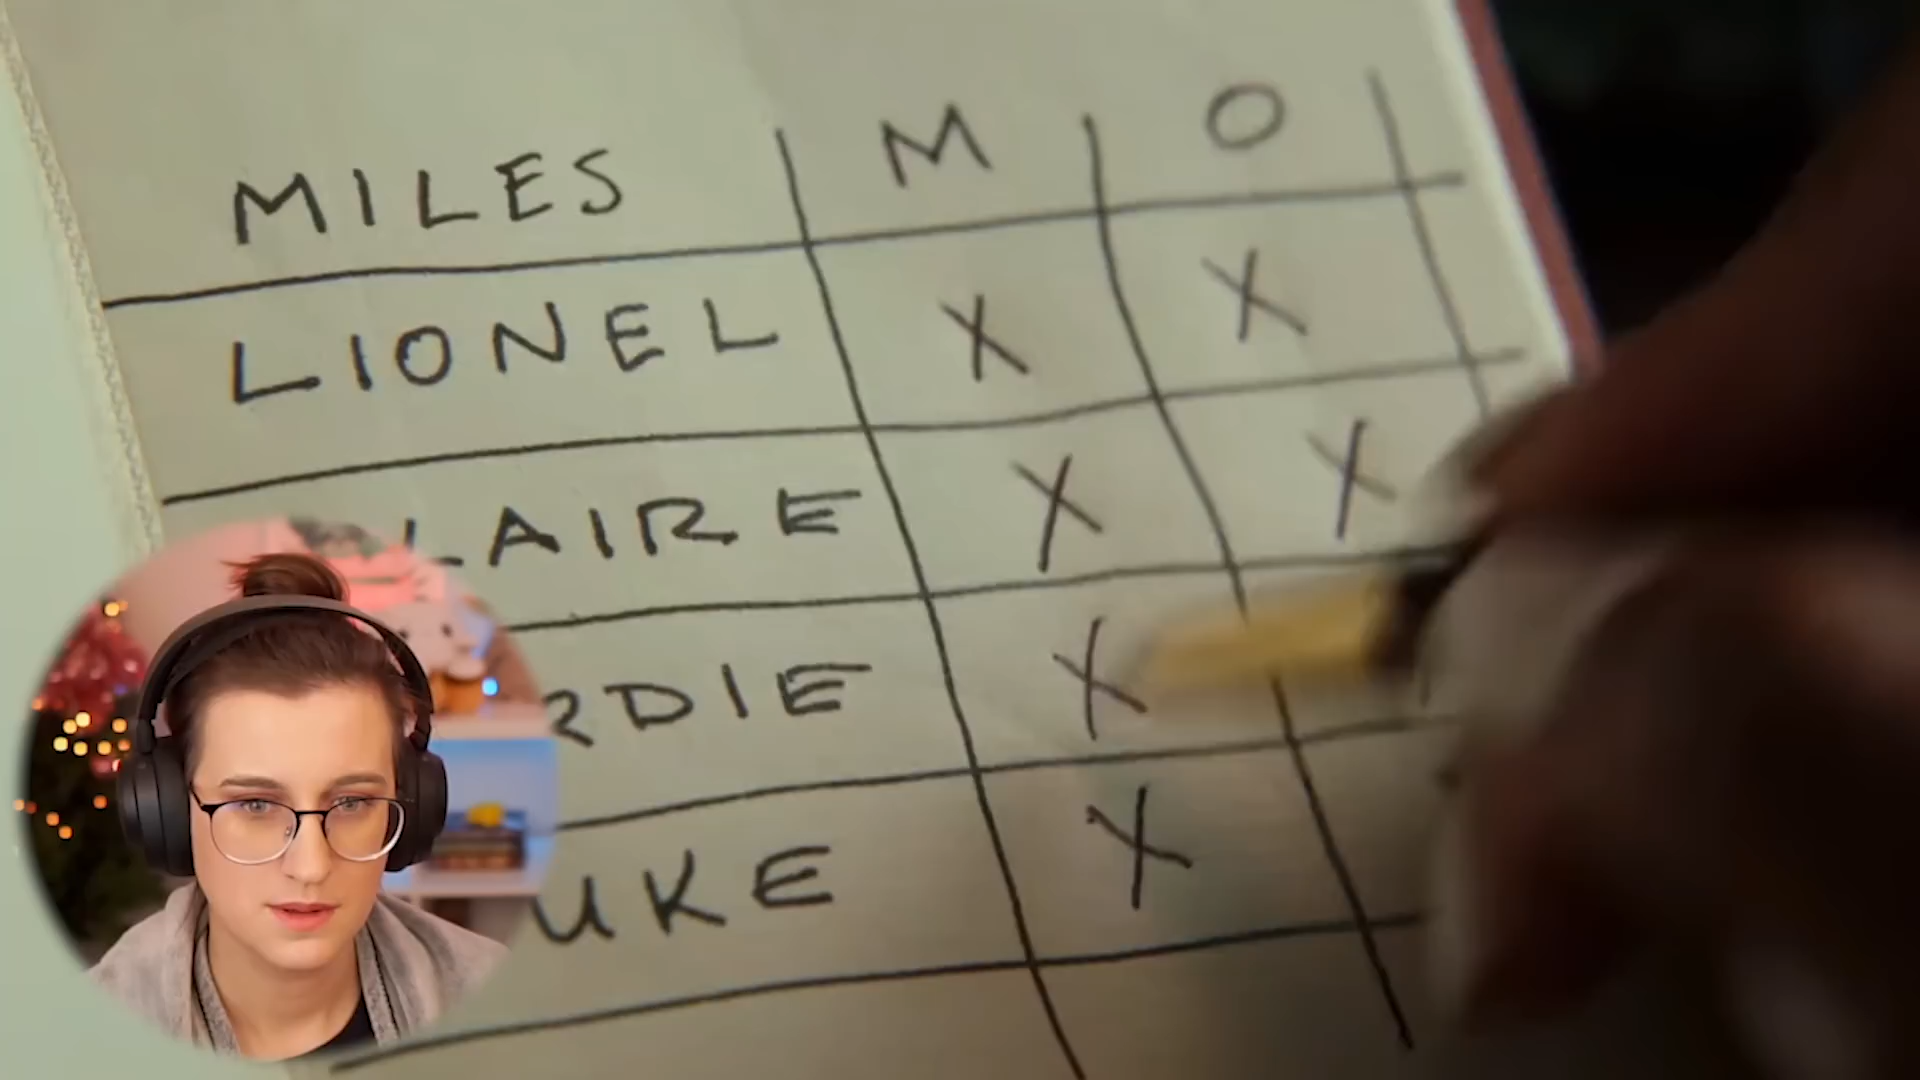 MILES M O
LIONEL X X
LAIRE X X
RDIE X
UKE X